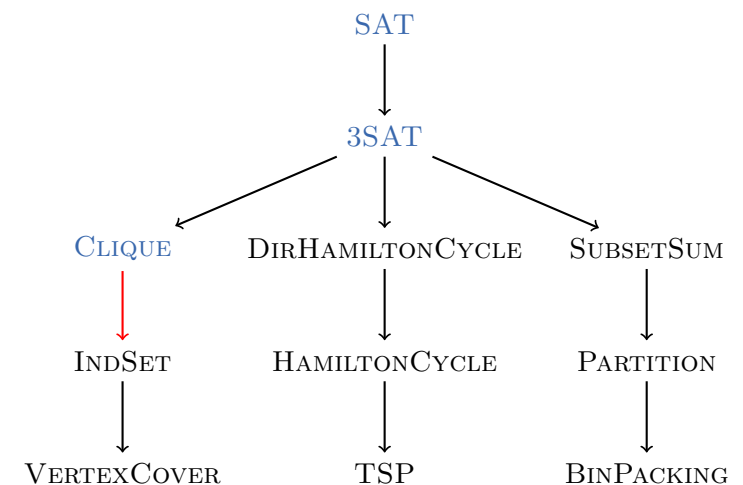 SAT
3SAT
CLIQUE
DIRHAMILTONCYCLE
SUBSETSUM
INDSET
HAMILTONCYCLE
PARTITION
VERTEXCOVER
TSP
BINPACKING